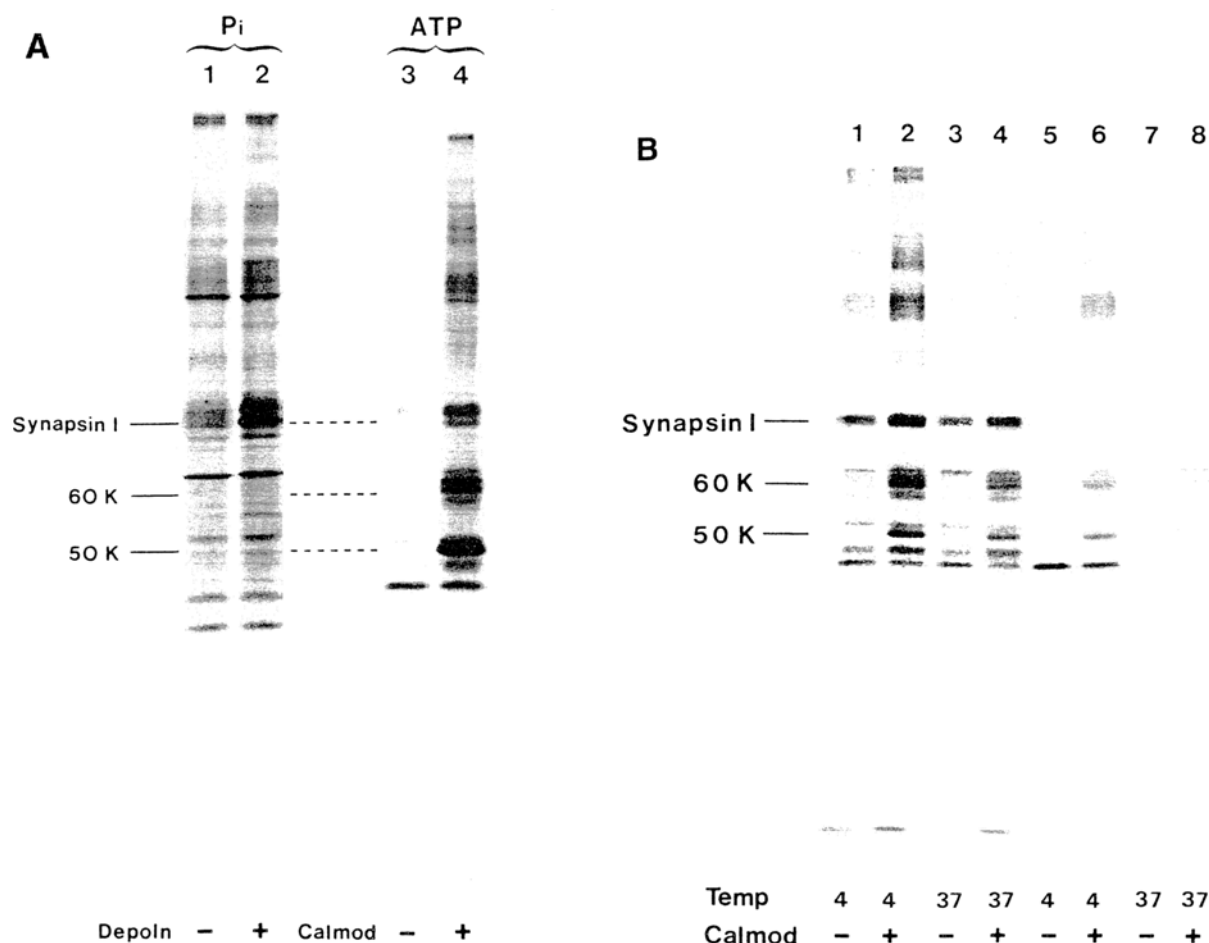 A
Pi
ATP
1 2 3 4
Synapsin I
60 K
50 K
Depoln - + Calmod - +
B
1 2 3 4 5 6 7 8
Synapsin I
60 K
50 K
Temp 4 4 37 37 4 4 37 37
Calmod - + - + - + - +